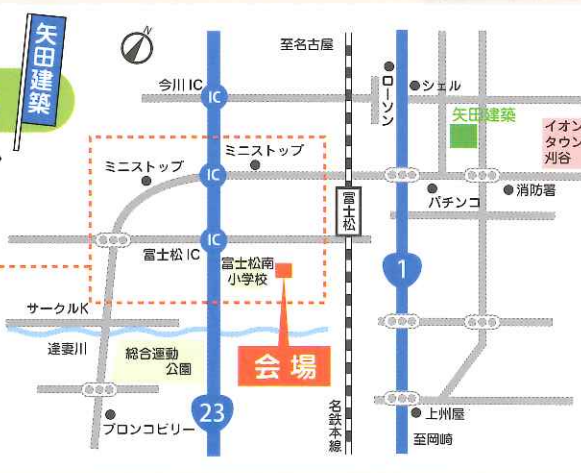 矢田建築
至名古屋
今川 IC
IC
ローソン
シェル
矢田建築
イオン
タウン
刈谷
ミニストップ
ミニストップ
IC
パチンコ
消防署
富士松
IC
富士松 IC
富士松南
小学校
1
サークルK
逢妻川
総合運動
公園
会場
23
ブロンコビリー
名鉄本線
上州屋
至岡崎
N